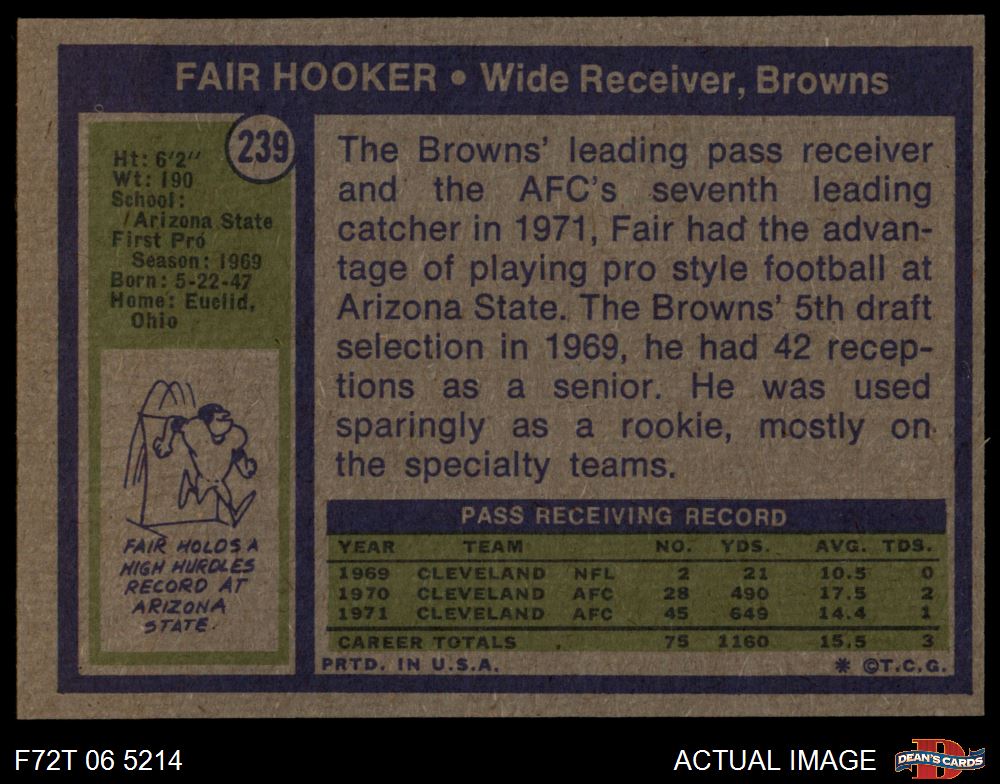 FAIR HOOKER • Wide Receiver, Browns
239
Ht: 6'2"
Wt: 190
School:
Arizona State
First Pro
Season: 1969
Born: 5-22-47
Home: Euclid,
Ohio
FAIR HOLDS A
HIGH HURDLES
RECORD AT
ARIZONA
STATE.
The Browns' leading pass receiver
and the AFC's seventh leading
catcher in 1971, Fair had the advan-
tage of playing pro style football at
Arizona State. The Browns' 5th draft
selection in 1969, he had 42 recep-
tions as a senior. He was used
sparingly as a rookie, mostly on
the specialty teams.
PASS RECEIVING RECORD
YEAR TEAM NO. YDS. AVG. TDS.
1969 CLEVELAND NFL 2 21 10.5 0
1970 CLEVELAND AFC 28 490 17.5 2
1971 CLEVELAND AFC 45 649 14.4 1
CAREER TOTALS 75 1160 15.5 3
PRTD. IN U.S.A. * ©T.C.G.
F72T 06 5214
ACTUAL IMAGE
DEAN'S CARDS